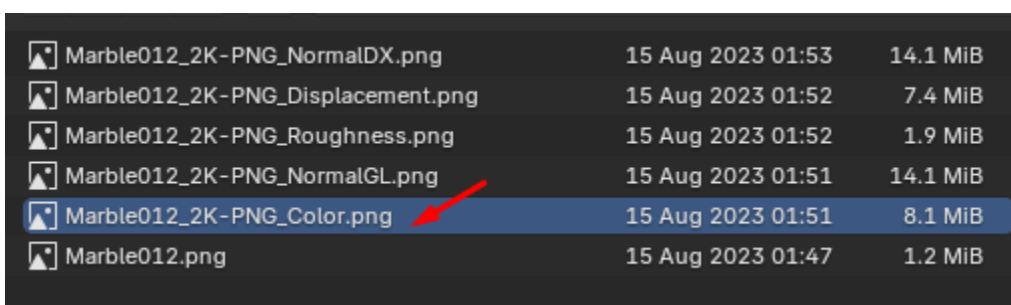 Marble012_2K-PNG_NormalDX.png 15 Aug 2023 01:53 14.1 MiB
Marble012_2K-PNG_Displacement.png 15 Aug 2023 01:52 7.4 MiB
Marble012_2K-PNG_Roughness.png 15 Aug 2023 01:52 1.9 MiB
Marble012_2K-PNG_NormalGL.png 15 Aug 2023 01:51 14.1 MiB
Marble012_2K-PNG_Color.png 15 Aug 2023 01:51 8.1 MiB
Marble012.png 15 Aug 2023 01:47 1.2 MiB